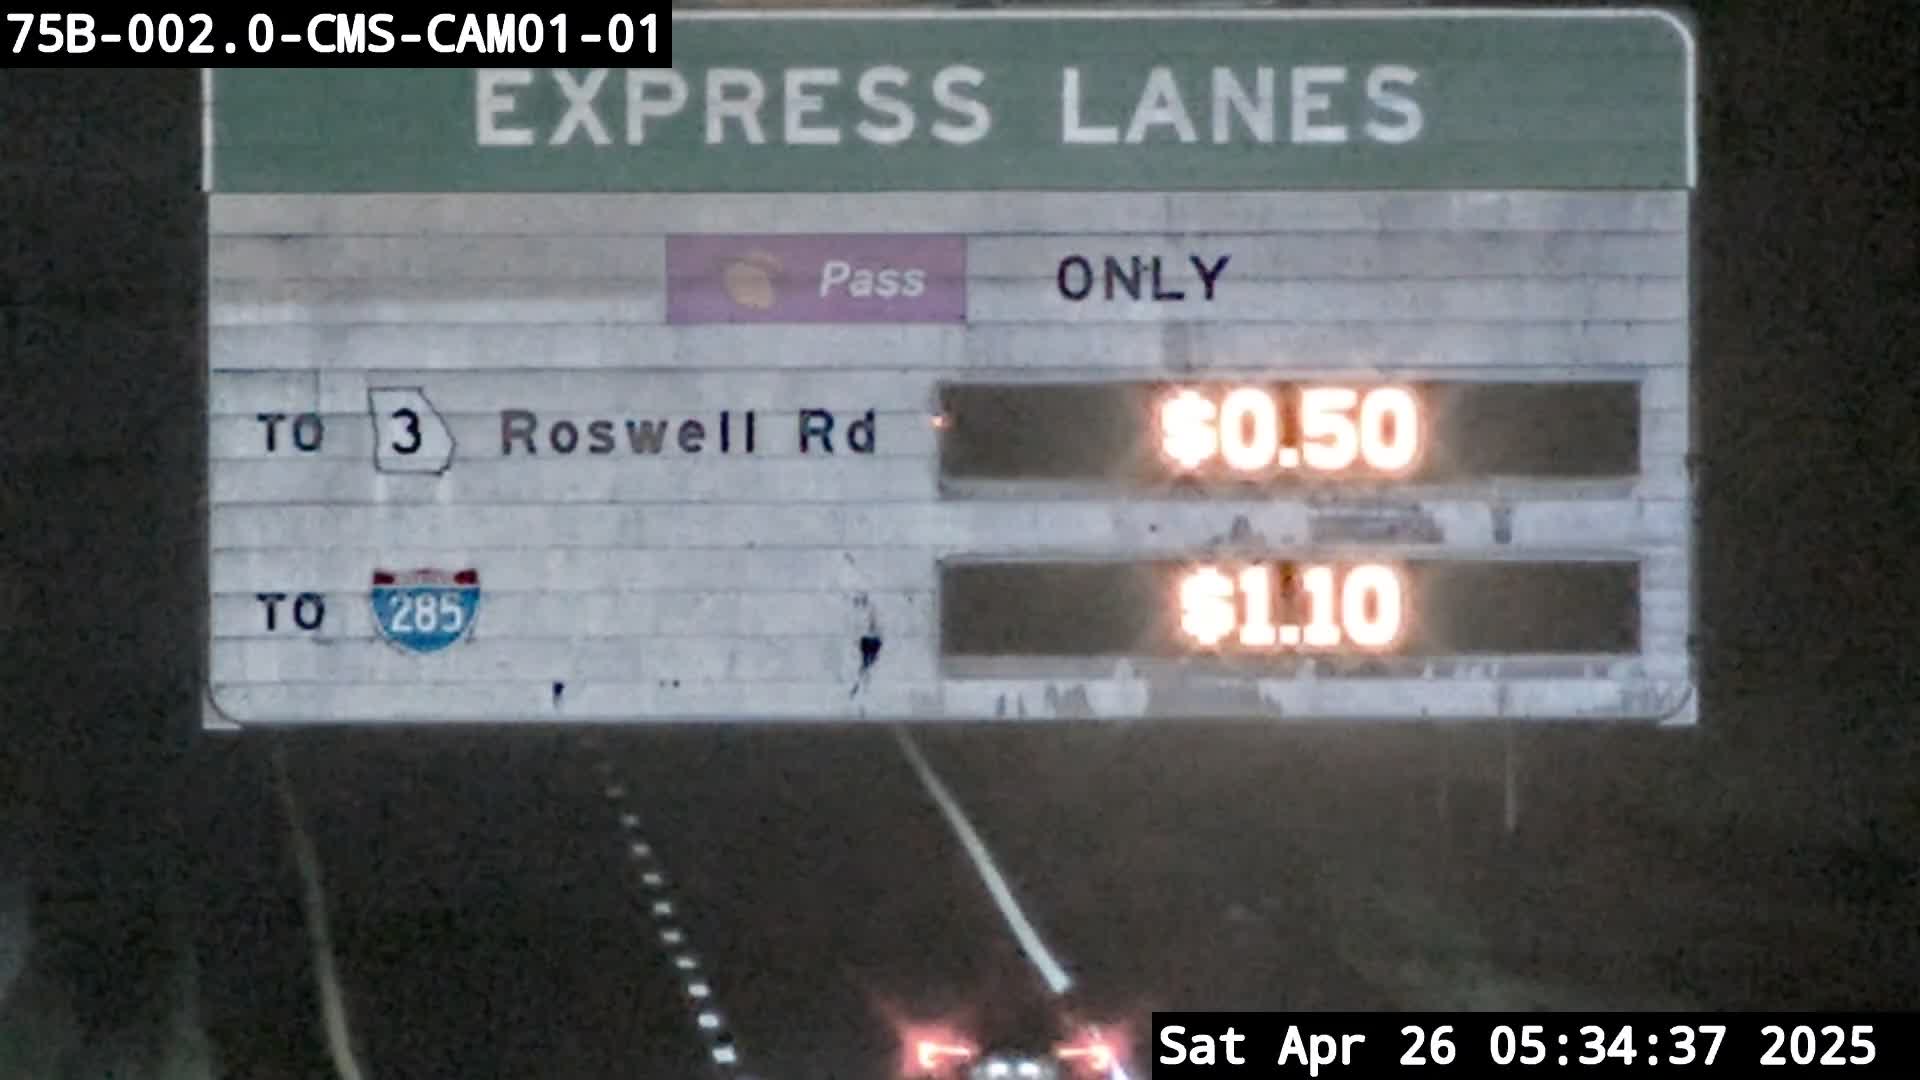 75B-002.0-CMS-CAM01-01
EXPRESS LANES
Pass ONLY
TO 3 Roswell Rd $0.50
TO 285 $1.10
Sat Apr 26 05:34:37 2025